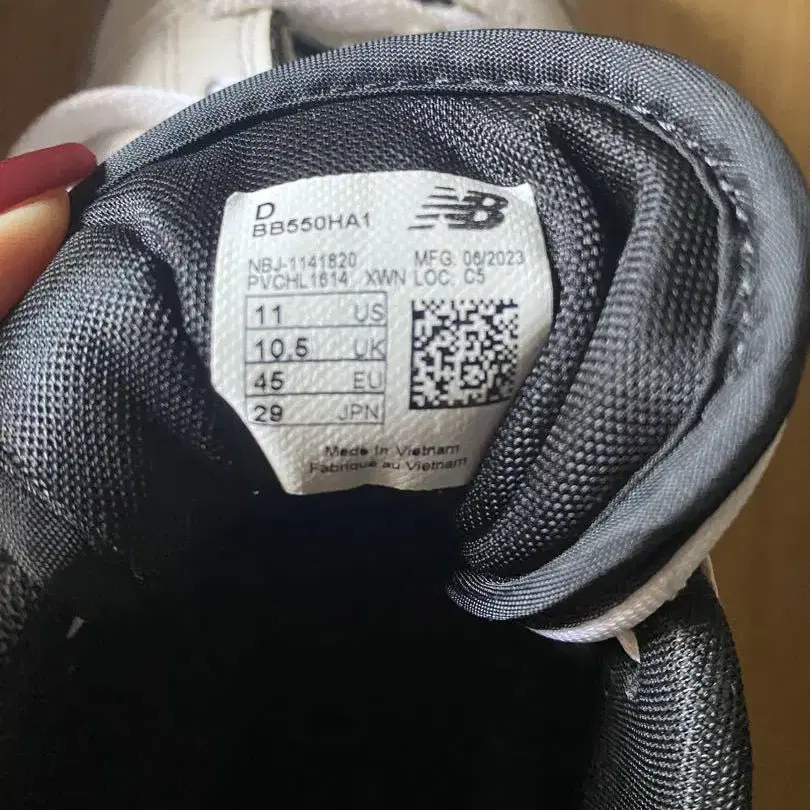 D
BB550HA1
NB
NBJ-1141820 MFG: 06/2023
PVCHL1614 XWN LOC: C5
11 US
10.5 UK
45 EU
29 JPN
Made In Vietnam
Fabriqué au Vietnam